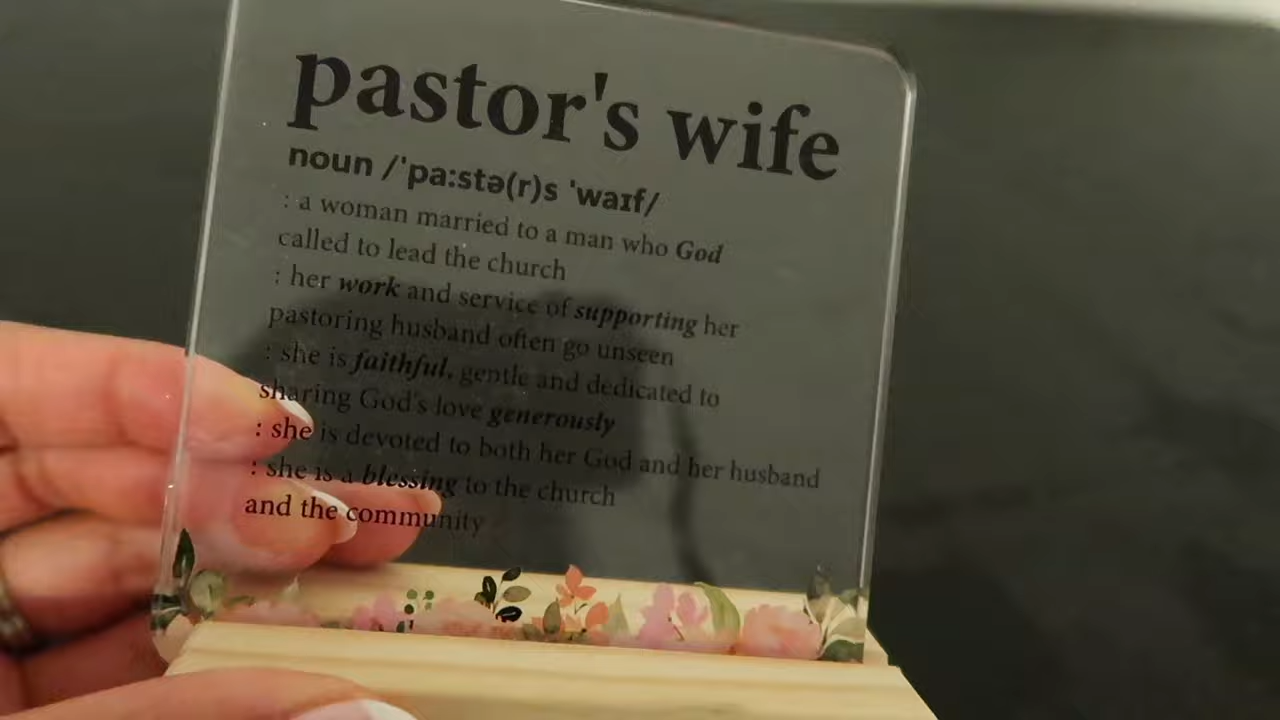 pastor's wife
noun /'pa:stə(r)s 'waɪf/
: a woman married to a man who God
called to lead the church
: her work and service of supporting her
pastoring husband often go unseen
: she is faithful, gentle and dedicated to
sharing God's love generously
: she is devoted to both her God and her husband
: she is a blessing to the church
and the community